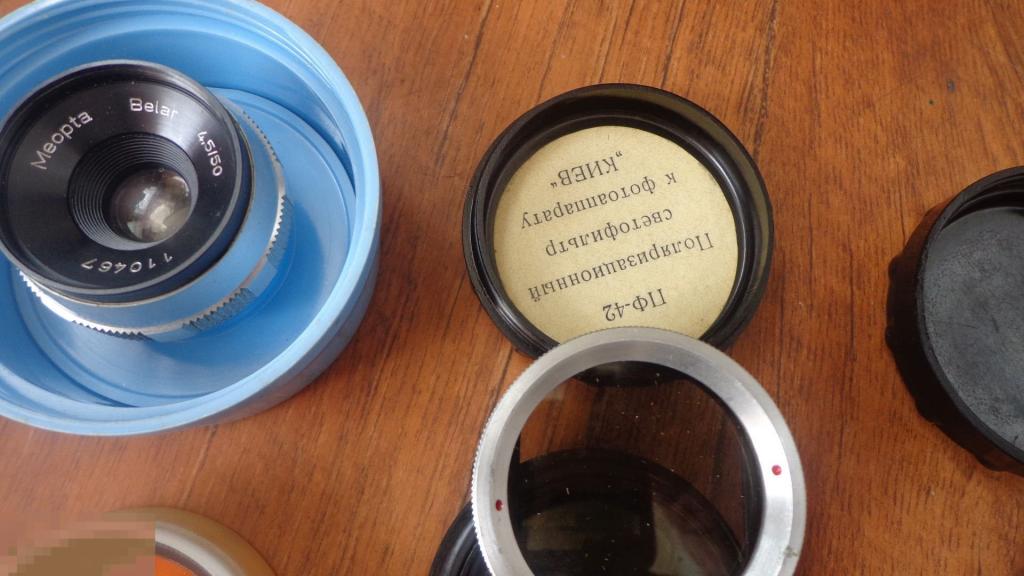 Meopta Belar 4,5/50
110467
ПФ-42
Поляризационный
светофильтр
к фотоаппарату
„КИЕВ“